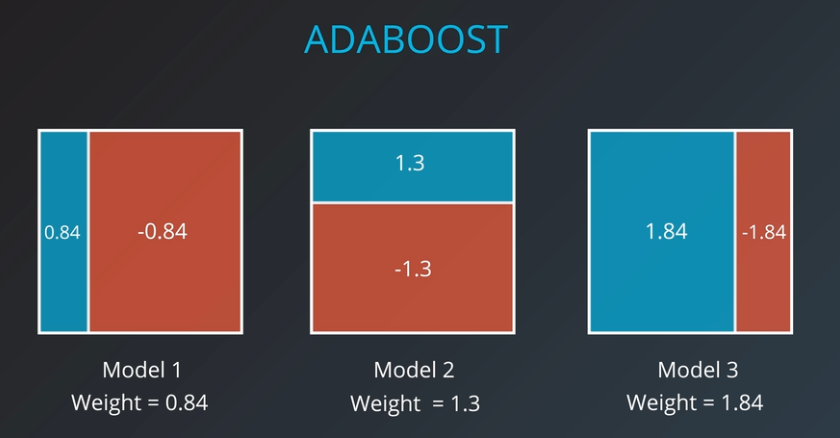 ADABOOST
0.84
-0.84
1.3
-1.3
1.84
-1.84
Model 1
Weight = 0.84
Model 2
Weight = 1.3
Model 3
Weight = 1.84